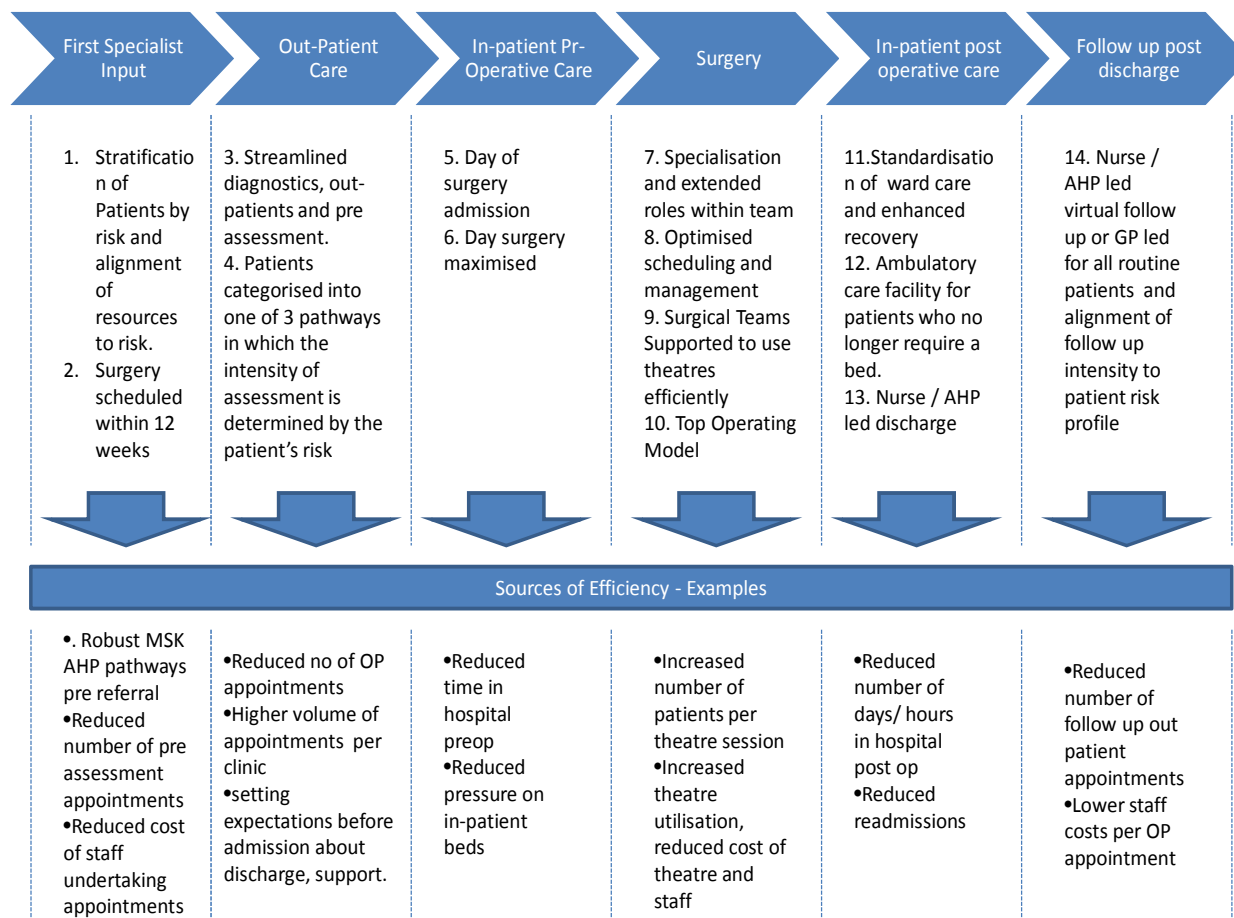 First Specialist
Input
Out-Patient
Care
In-patient Pr-
Operative Care
Surgery
In-patient post
operative care
Follow up post
discharge
1. Stratificatio
n of
Patients by
risk and
alignment
of
resources
to risk.
2. Surgery
scheduled
within 12
weeks
3. Streamlined
diagnostics, out-
patients and pre
assessment.
4. Patients
categorised into
one of 3 pathways
in which the
intensity of
assessment is
determined by the
patient's risk
5. Day of
surgery
admission
6. Day surgery
maximised
7. Specialisation
and extended
roles within team
8. Optimised
scheduling and
management
9. Surgical Teams
Supported to use
theatres
efficiently
10. Top Operating
Model
11.Standardisatio
n of ward care
and enhanced
recovery
12. Ambulatory
care facility for
patients who no
longer require a
bed.
13. Nurse / AHP
led discharge
14. Nurse /
AHP led
virtual follow
up or GP led
for all routine
patients and
alignment of
follow up
intensity to
patient risk
profile
Sources of Efficiency - Examples
•. Robust MSK
AHP pathways
pre referral
•Reduced
number of pre
assessment
appointments
•Reduced cost
of staff
undertaking
appointments
•Reduced no of OP
appointments
•Higher volume of
appointments per
clinic
•setting
expectations before
admission about
discharge, support.
•Reduced
time in
hospital
preop
•Reduced
pressure on
in-patient
beds
•Increased
number of
patients per
theatre session
•Increased
theatre
utilisation,
reduced cost of
theatre and
staff
•Reduced
number of
days/ hours
in hospital
post op
•Reduced
readmissions
•Reduced
number of
follow up out
patient
appointments
•Lower staff
costs per OP
appointment